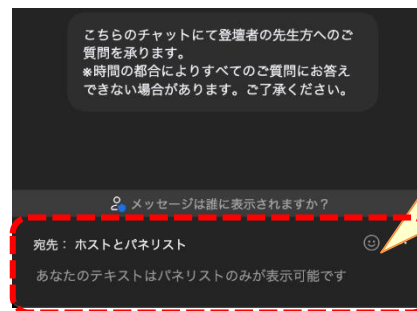 こちらのチャットにて登壇者の先生方へのご
質問を承ります。
※時間の都合によりすべてのご質問にお答え
できない場合があります。ご了承ください。
メッセージは誰に表示されますか？
宛先： ホストとパネリスト
あなたのテキストはパネリストのみが表示可能です